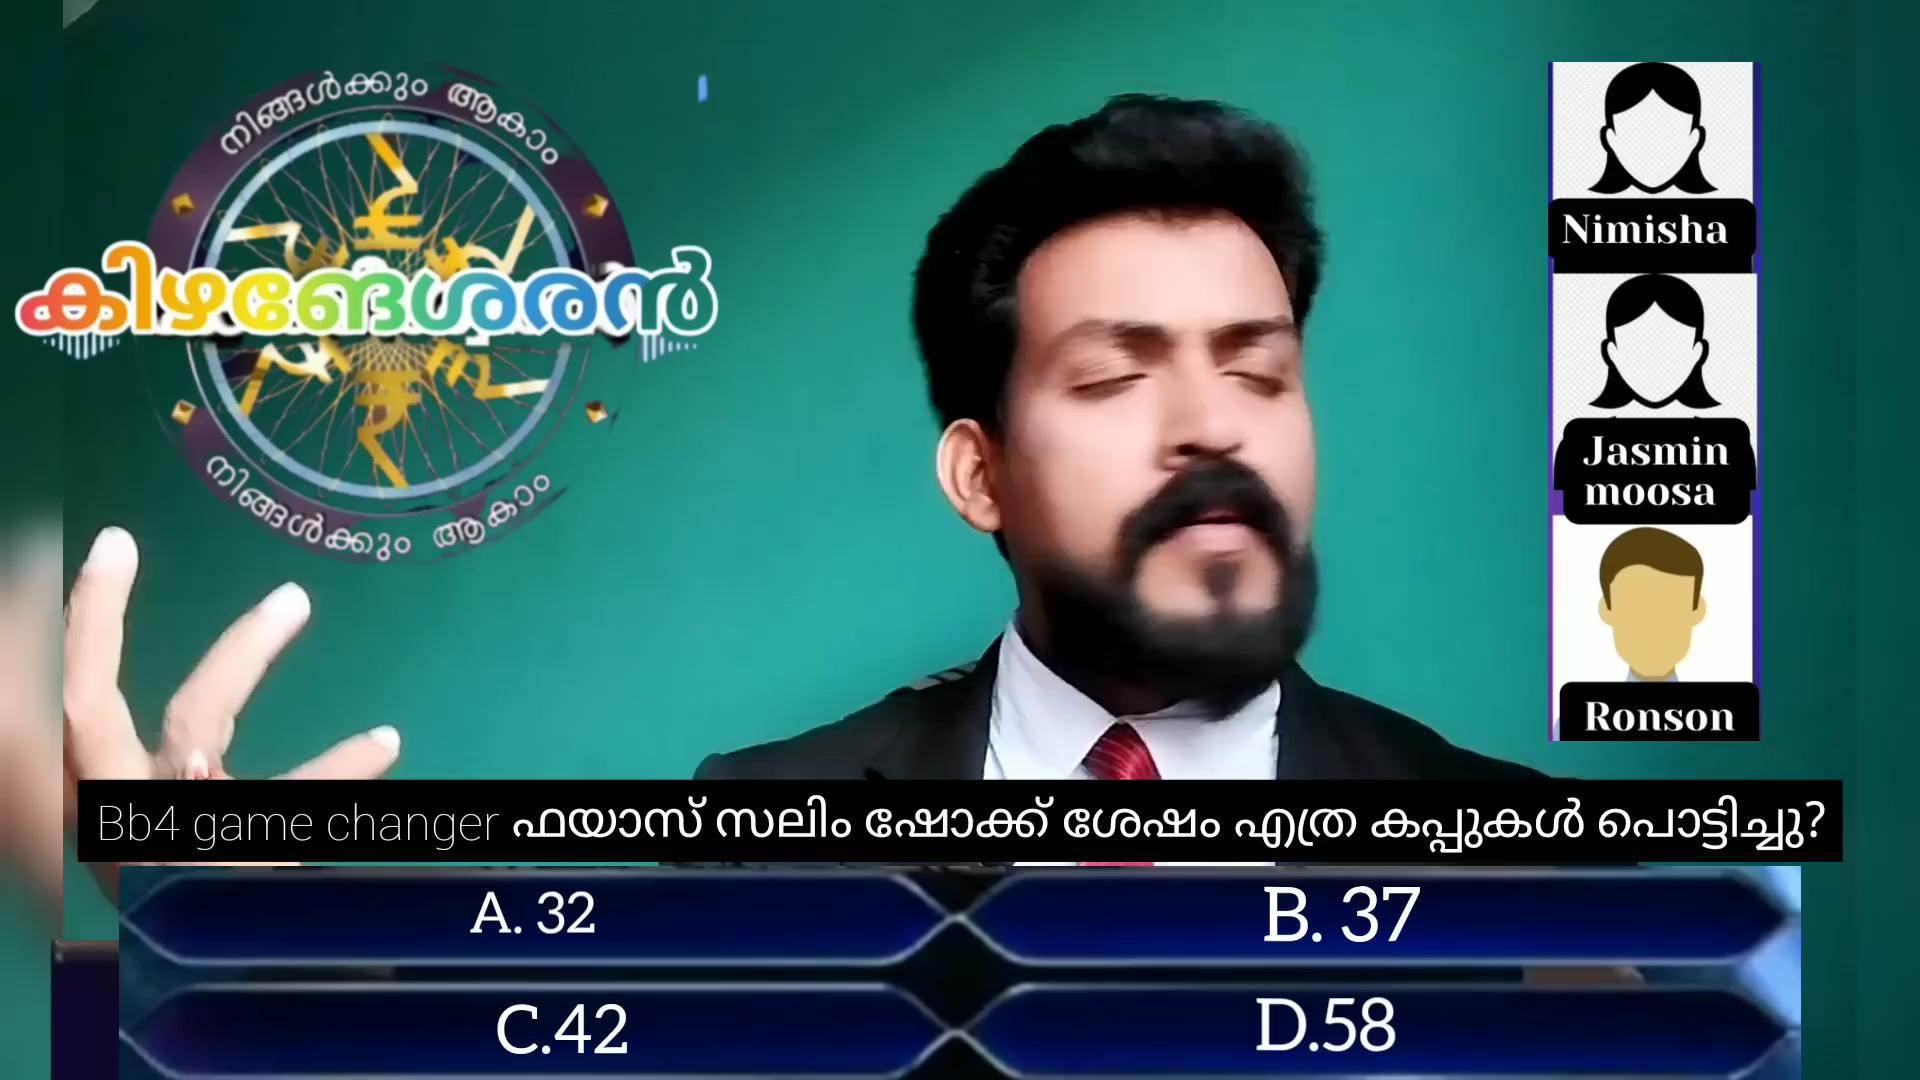 നിങ്ങൾക്കും ആകാം
കിഴങ്ങേശ്വരൻ
നിങ്ങൾക്കും ആകാം
Nimisha
Jasmin
moosa
Ronson
Bb4 game changer ഫയാസ് സലിം ഷോക്ക് ശേഷം എത്ര കപ്പുകൾ പൊട്ടിച്ചു?
A. 32
B. 37
C.42
D.58